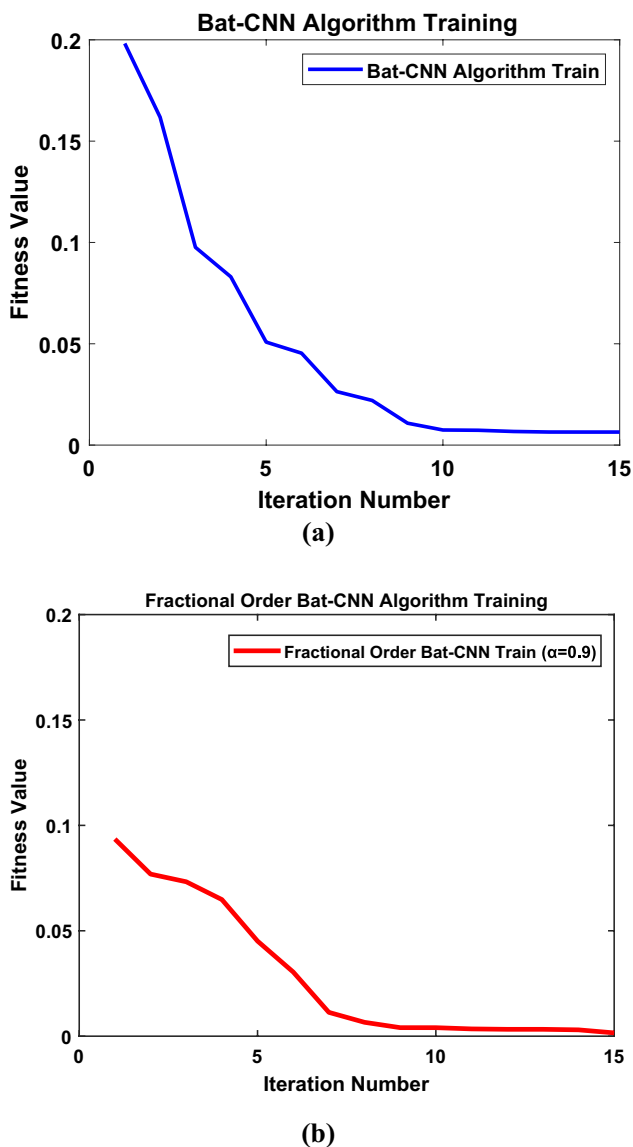 Bat-CNN Algorithm Training
0.2
Bat-CNN Algorithm Train
0.15
0.1
0.05
0
Fitness Value
0 5 10 15
Iteration Number
(a)
Fractional Order Bat-CNN Algorithm Training
0.2
Fractional Order Bat-CNN Train (α=0.9)
0.15
0.1
0.05
0
Fitness Value
0 5 10 15
Iteration Number
(b)